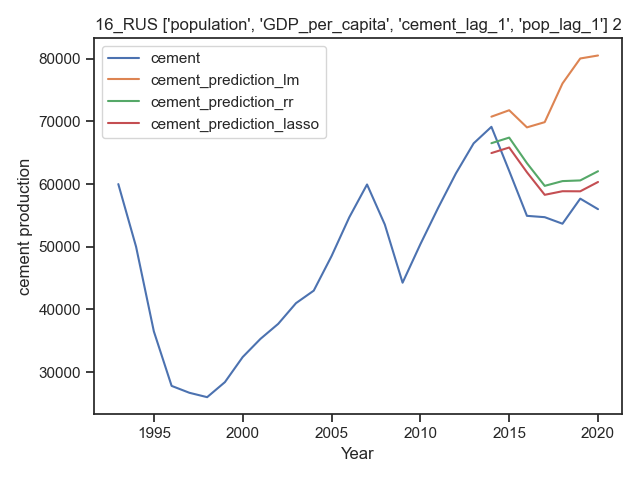 16_RUS ['population', 'GDP_per_capita', 'cement_lag_1', 'pop_lag_1'] 2
cement
cement_prediction_lm
cement_prediction_rr
cement_prediction_lasso
80000
70000
60000
50000
40000
30000
cement production
1995 2000 2005 2010 2015 2020
Year